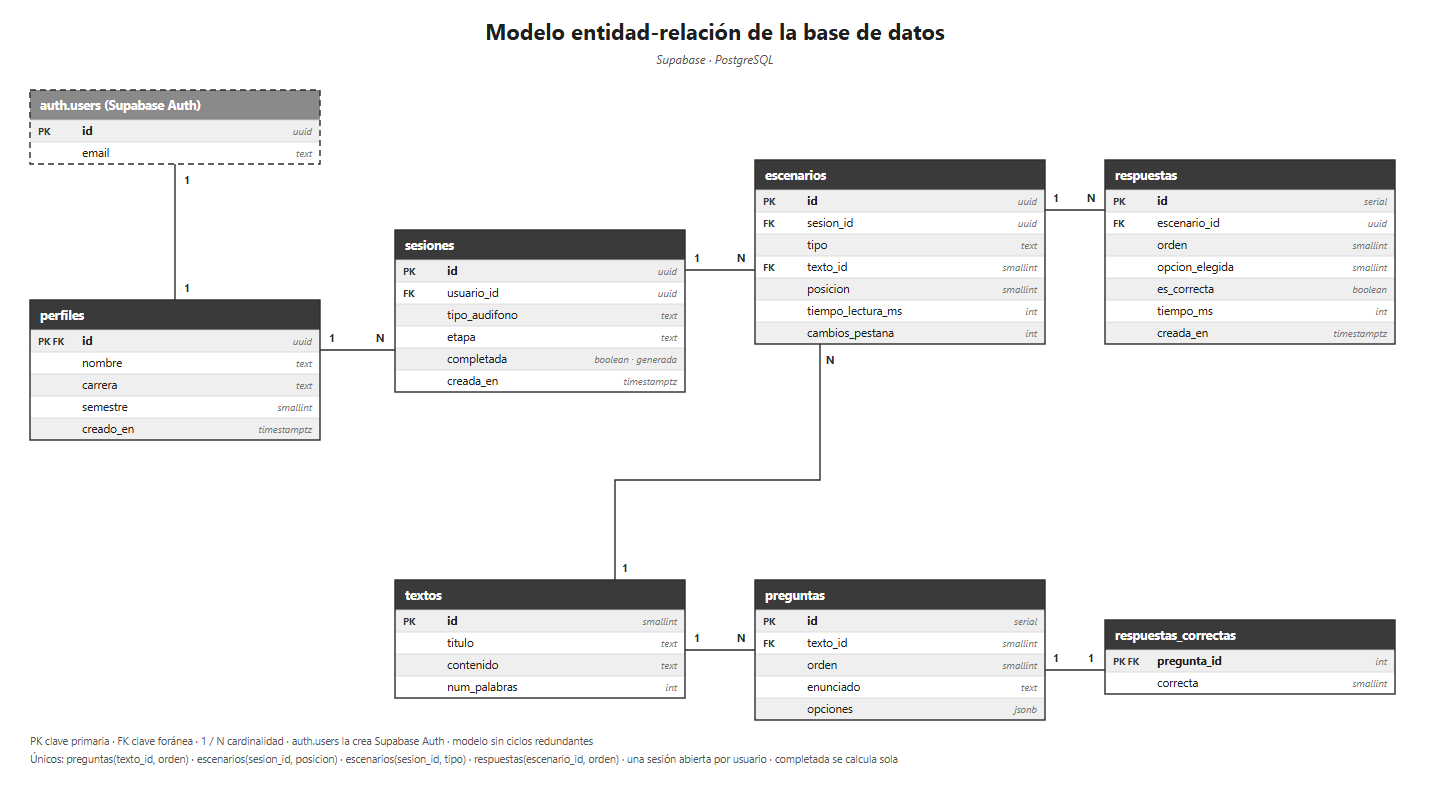 Modelo entidad-relación de la base de datos
Supabase · PostgreSQL
auth.users (Supabase Auth)
PK id uuid
email text
1
1
perfiles
PK FK id uuid
nombre text
carrera text
semestre smallint
creado_en timestamptz
1 N
sesiones
PK id uuid
FK usuario_id uuid
tipo_audifono text
etapa text
completada boolean · generada
creada_en timestamptz
1 N
escenarios
PK id uuid
FK sesion_id uuid
tipo text
FK texto_id smallint
posicion smallint
tiempo_lectura_ms int
cambios_pestana int
1 N
respuestas
PK id serial
FK escenario_id uuid
orden smallint
opcion_elegida smallint
es_correcta boolean
tiempo_ms int
creada_en timestamptz
N
1
textos
PK id smallint
titulo text
contenido text
num_palabras int
1 N
preguntas
PK id serial
FK texto_id smallint
orden smallint
enunciado text
opciones jsonb
1 1
respuestas_correctas
PK FK pregunta_id int
correcta smallint
PK clave primaria · FK clave foránea · 1 / N cardinalidad · auth.users la crea Supabase Auth · modelo sin ciclos redundantes
Únicos: preguntas(texto_id, orden) · escenarios(sesion_id, posicion) · escenarios(sesion_id, tipo) · respuestas(escenario_id, orden) · una sesión abierta por usuario · completada se calcula sola